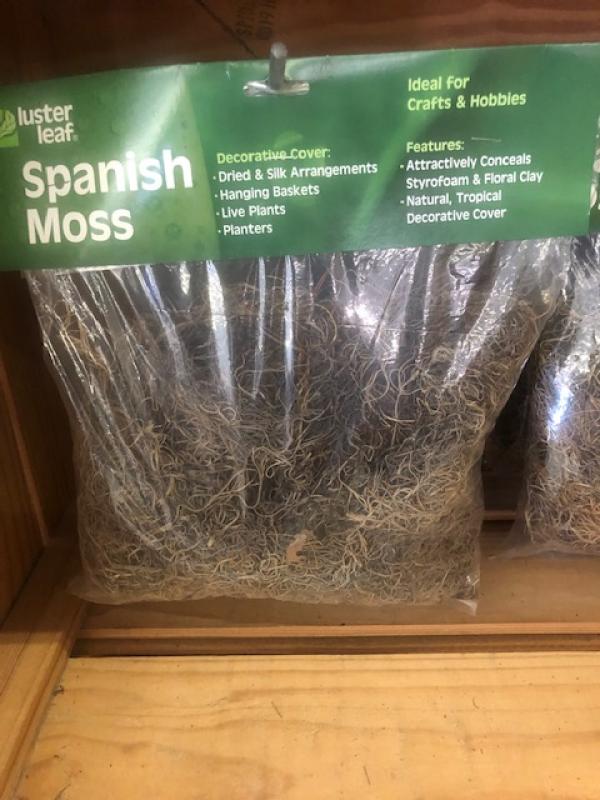 luster
leaf®
Spanish
Moss
Decorative Cover:
· Dried & Silk Arrangements
· Hanging Baskets
· Live Plants
· Planters
Ideal for
Crafts & Hobbies
Features:
· Attractively Conceals
Styrofoam & Floral Clay
· Natural, Tropical
Decorative Cover